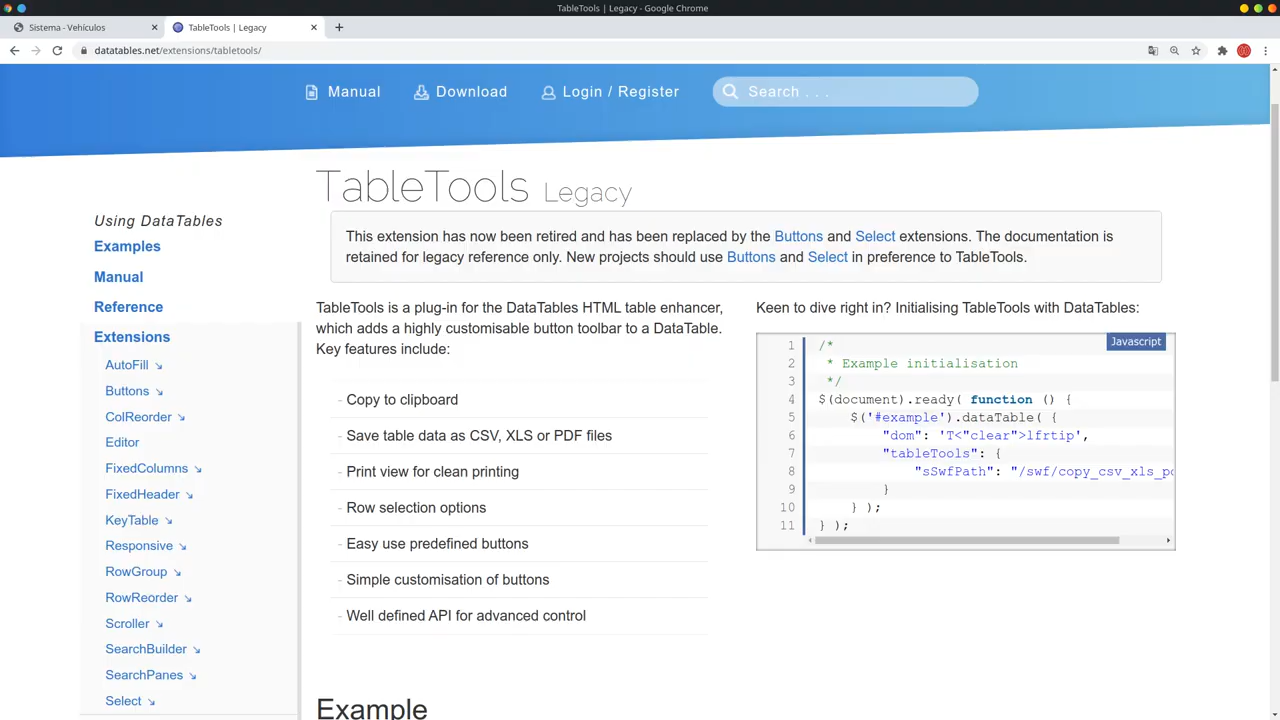 TableTools | Legacy - Google Chrome
Sistema - Vehículos
TableTools | Legacy
datatables.net/extensions/tabletools/
Manual
Download
Login / Register
Search . . .
TableTools Legacy
This extension has now been retired and has been replaced by the Buttons and Select extensions. The documentation is
retained for legacy reference only. New projects should use Buttons and Select in preference to TableTools.
Using DataTables
Examples
Manual
Reference
Extensions
AutoFill ↘
Buttons ↘
ColReorder ↘
Editor
FixedColumns ↘
FixedHeader ↘
KeyTable ↘
Responsive ↘
RowGroup ↘
RowReorder ↘
Scroller ↘
SearchBuilder ↘
SearchPanes ↘
Select ↘
TableTools is a plug-in for the DataTables HTML table enhancer,
which adds a highly customisable button toolbar to a DataTable.
Key features include:
- Copy to clipboard
- Save table data as CSV, XLS or PDF files
- Print view for clean printing
- Row selection options
- Easy use predefined buttons
- Simple customisation of buttons
- Well defined API for advanced control
Keen to dive right in? Initialising TableTools with DataTables:
Javascript
1 /*
2  * Example initialisation
3  */
4 $(document).ready( function () {
5     $('#example').dataTable( {
6         "dom": 'T<"clear">lfrtip',
7         "tableTools": {
8             "sSwfPath": "/swf/copy_csv_xls_pd
9         }
10     } );
11 } );
Example